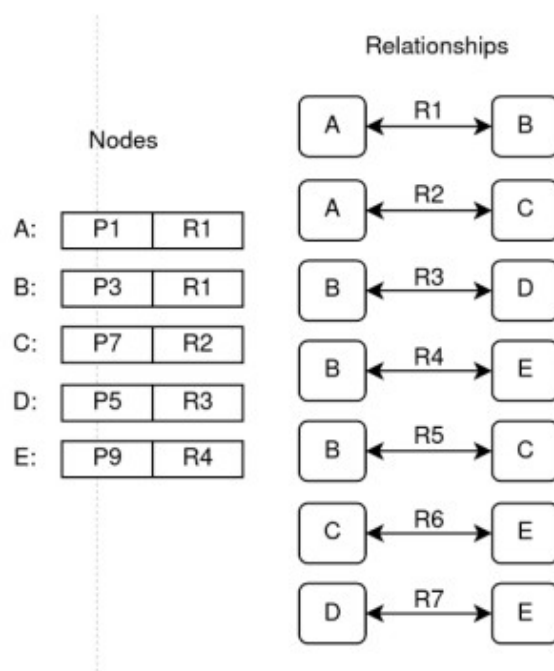 Relationships
Nodes
A: P1 R1
B: P3 R1
C: P7 R2
D: P5 R3
E: P9 R4
A R1 B
A R2 C
B R3 D
B R4 E
B R5 C
C R6 E
D R7 E